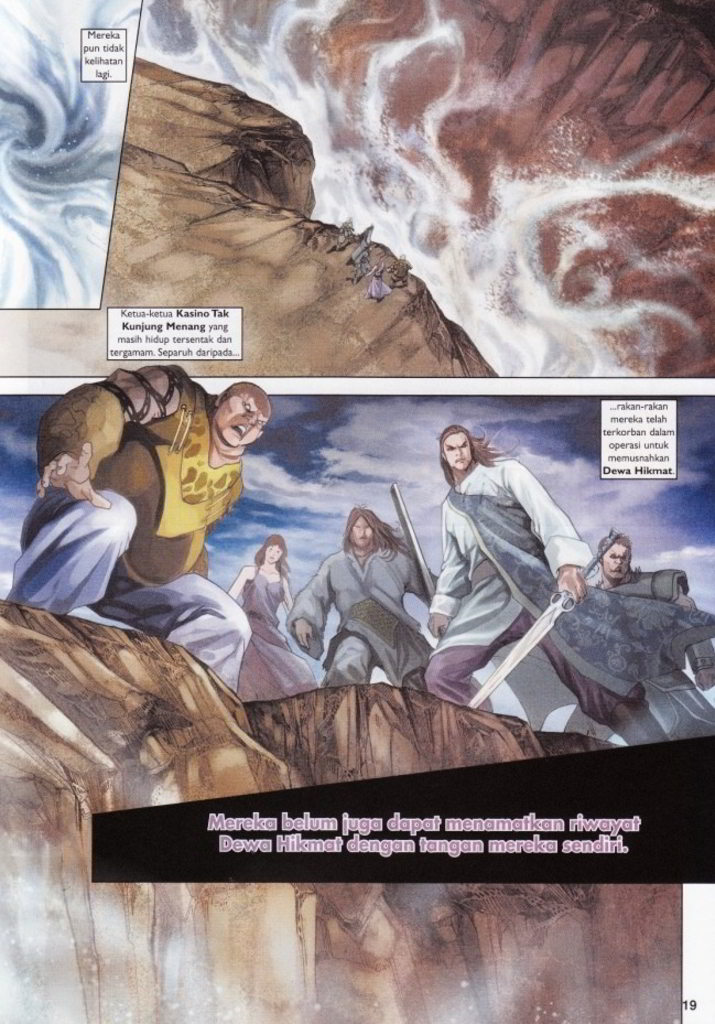 Mereka
pun tidak
kelihatan
lagi.
Ketua-ketua Kasino Tak
Kunjung Menang yang
masih hidup tersentak dan
tergamam. Separuh daripada...
...rakan-rakan
mereka telah
terkorban dalam
operasi untuk
memusnahkan
Dewa Hikmat.
Mereka belum juga dapat menamatkan riwayat
Dewa Hikmat dengan tangan mereka sendiri.
19